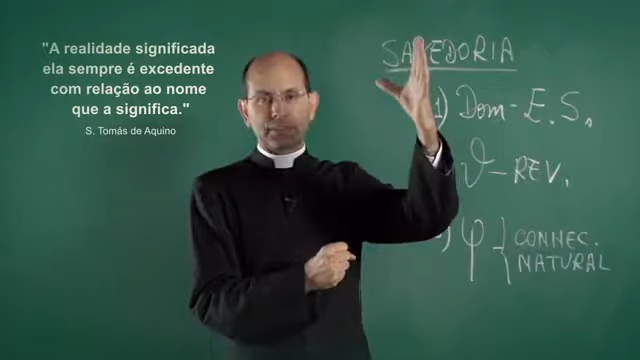 "A realidade significada
ela sempre é excedente
com relação ao nome
que a significa."
S. Tomás de Aquino
SABEDORIA
1) Dom - E.S.
ϑ - REV.
) φ - } CONHEC.
NATURAL